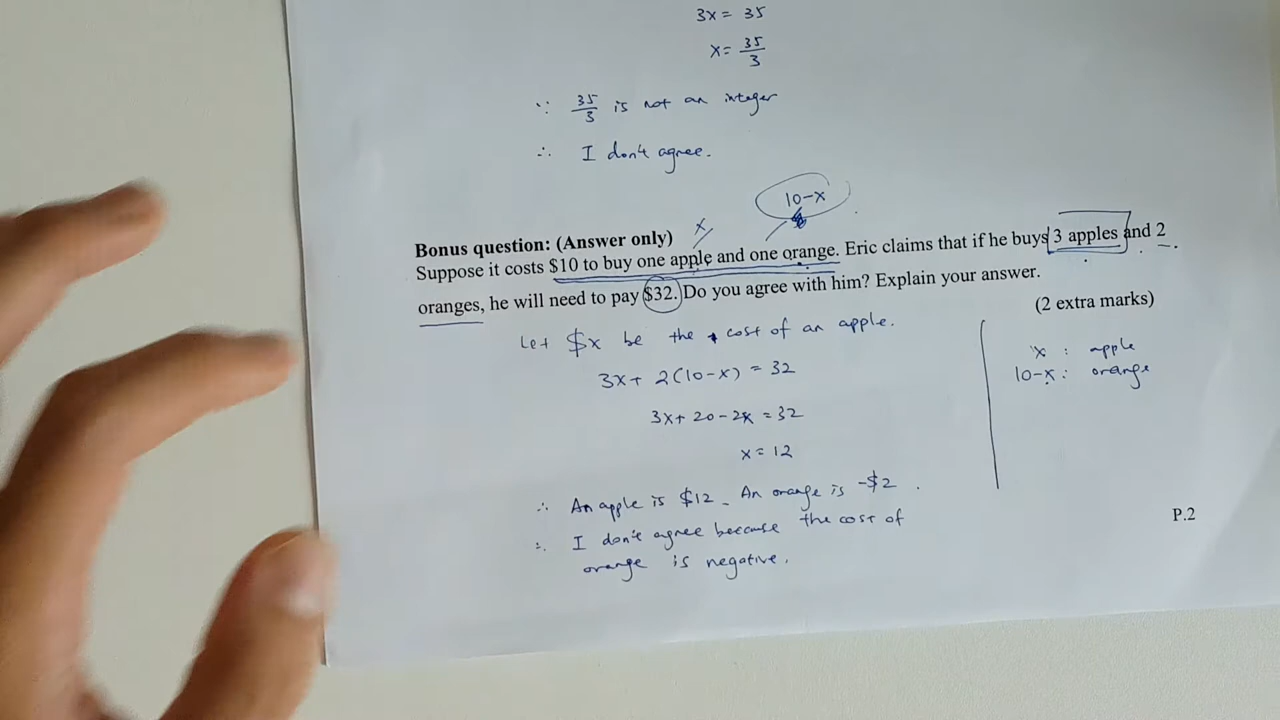 3x = 35
x = 35/3
∵ 35/3 is not an integer
∴ I don't agree.
10-x
x
Bonus question: (Answer only)
Suppose it costs $10 to buy one apple and one orange. Eric claims that if he buys 3 apples and 2
oranges, he will need to pay $32. Do you agree with him? Explain your answer.
(2 extra marks)
Let $x be the cost of an apple.
x : apple
3x + 2(10-x) = 32
10-x : orange
3x + 20 - 2x = 32
x = 12
∴ An apple is $12. An orange is -$2.
∴ I don't agree because the cost of
orange is negative.
P.2